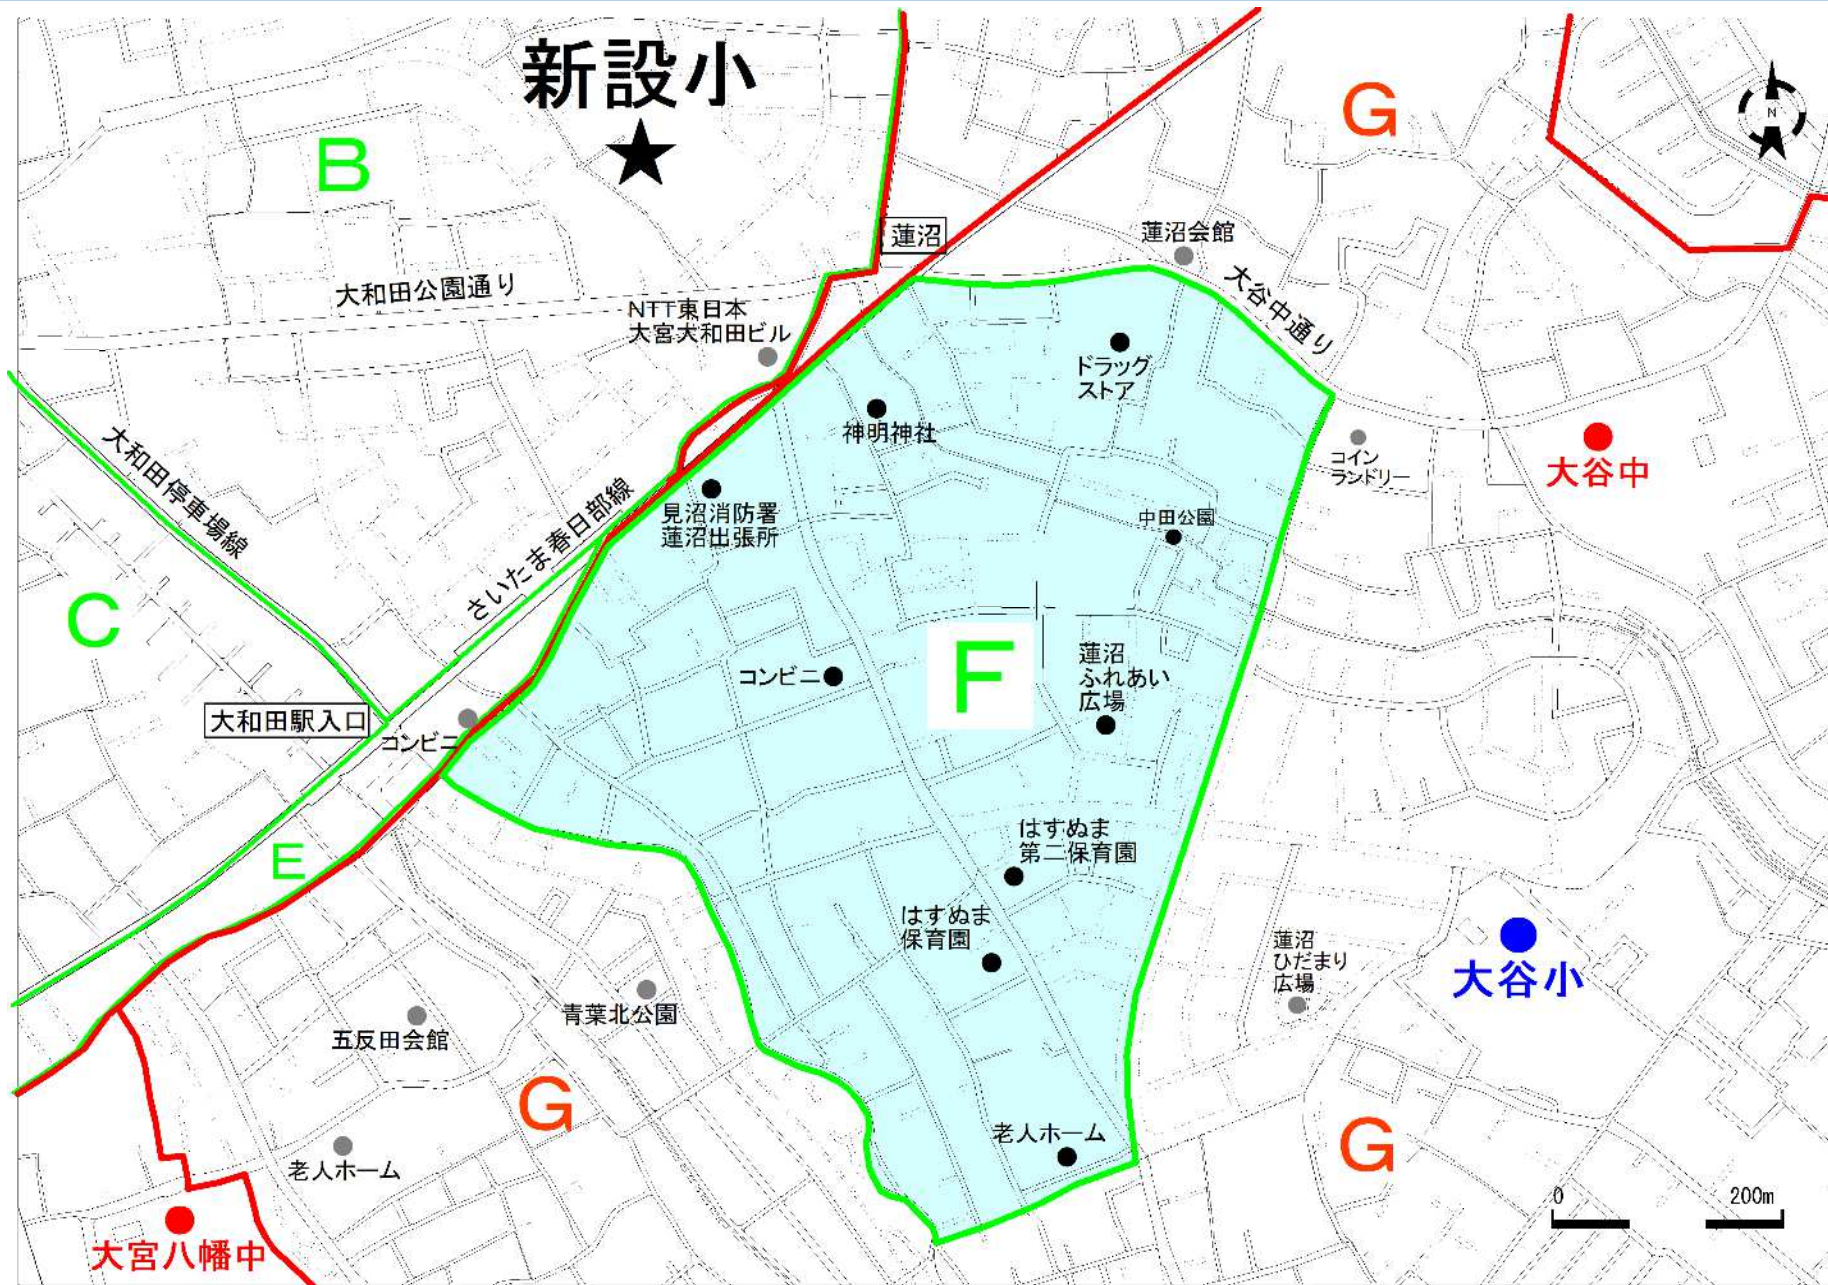 新設小
B
G
N
蓮沼
蓮沼会館
大和田公園通り
大谷中通り
NTT東日本
大宮大和田ビル
ドラッグ
ストア
神明神社
コイン
ランドリー
大谷中
大和田停車場線
さいたま春日部線
見沼消防署
蓮沼出張所
中田公園
C
F
コンビニ
蓮沼
ふれあい
広場
大和田駅入口
コンビニ
はすぬま
第二保育園
E
はすぬま
保育園
蓮沼
ひだまり
広場
大谷小
青葉北公園
五反田会館
G
G
老人ホーム
老人ホーム
0
200m
大宮八幡中